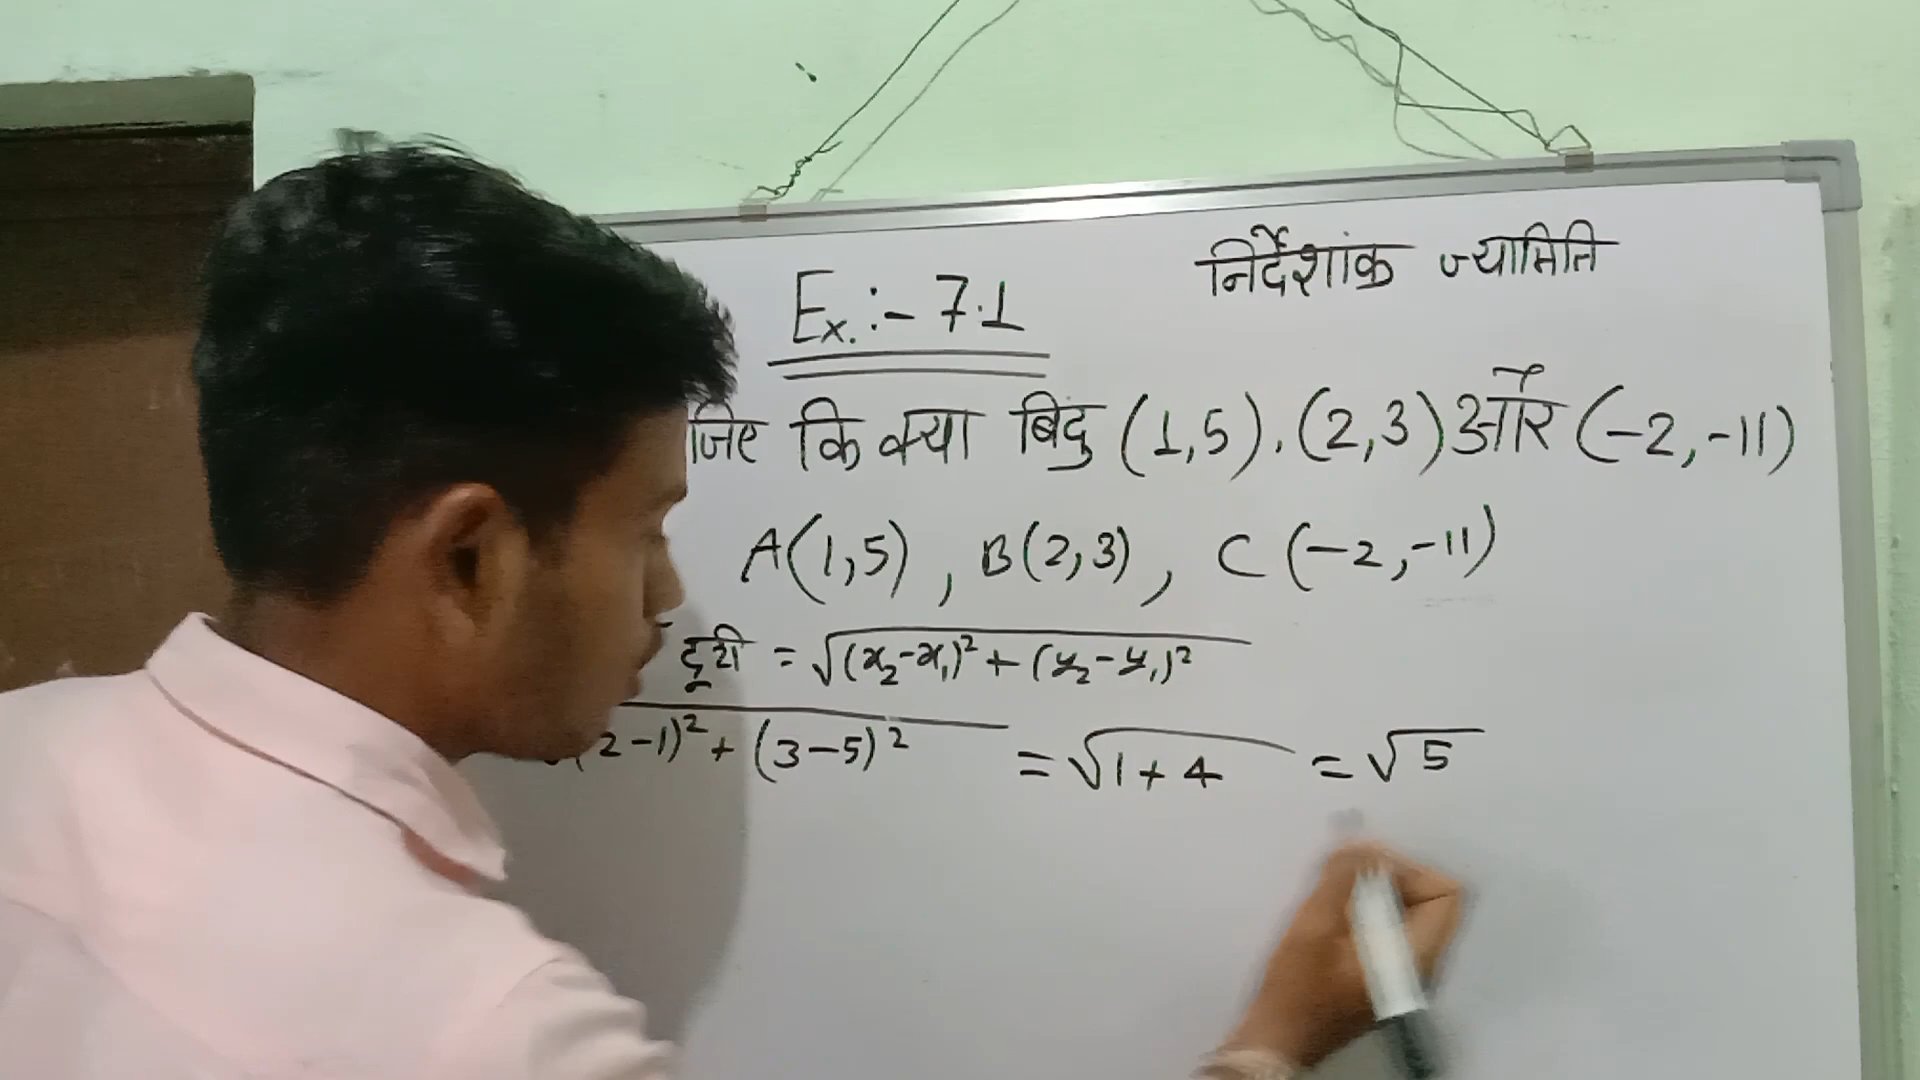 निर्देशांक ज्यामिति
Ex. :- 7.1
जिए कि क्या बिंदु (1,5), (2,3) और (-2,-11)
A(1,5), B(2,3), C(-2,-11)
दूरी = √(x₂-x₁)² + (y₂-y₁)²
(2-1)² + (3-5)² = √1+4 = √5